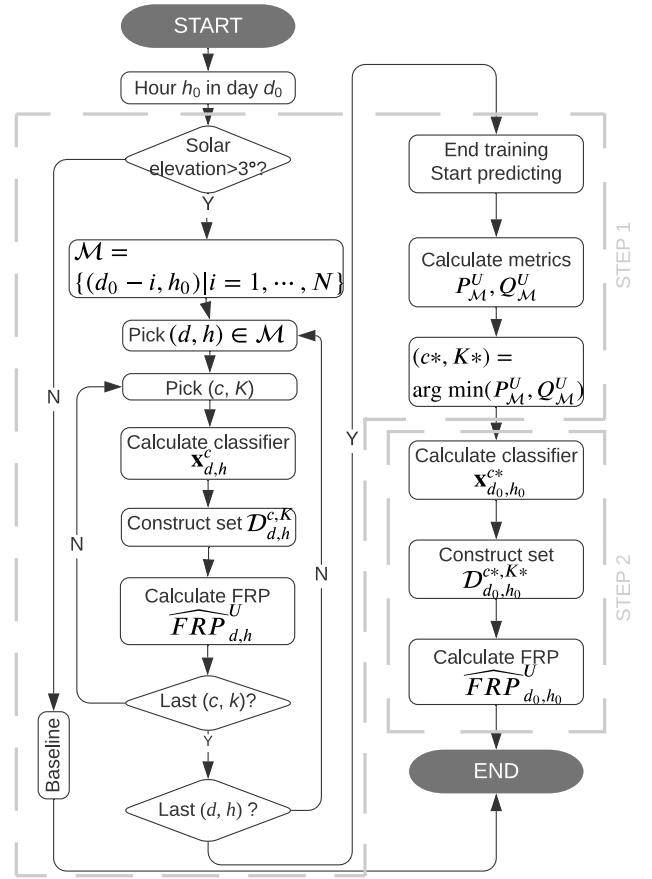 START
Hour h₀ in day d₀
Solar
elevation>3°?
Y
N
ℳ =
{(d₀ − i, h₀)|i = 1, ⋯ , N}
Pick (d, h) ∈ ℳ
Pick (c, K)
Calculate classifier
𝐱^c_{d,h}
Construct set 𝒟^{c,K}_{d,h}
N
N
Calculate FRP
\widehat{FRP}^U_{d,h}
Last (c, k)?
Y
Baseline
Last (d, h) ?
Y
End training
Start predicting
Calculate metrics
P^U_ℳ, Q^U_ℳ
(c*, K*) =
arg min(P^U_ℳ, Q^U_ℳ)
STEP 1
Calculate classifier
𝐱^{c*}_{d₀,h₀}
Construct set
𝒟^{c*,K*}_{d₀,h₀}
Calculate FRP
\widehat{FRP}^U_{d₀,h₀}
STEP 2
END